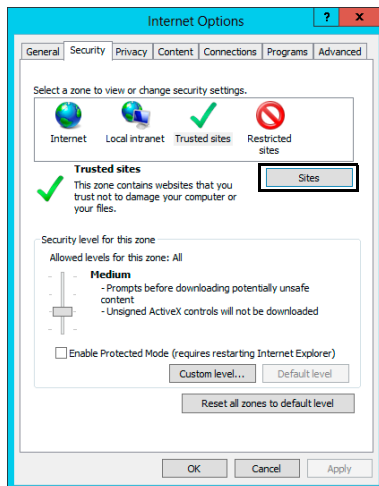 Internet Options
? x
General Security Privacy Content Connections Programs Advanced
Select a zone to view or change security settings.
Internet Local intranet Trusted sites Restricted
sites
Trusted sites
Sites
This zone contains websites that you
trust not to damage your computer or
your files.
Security level for this zone
Allowed levels for this zone: All
Medium
- Prompts before downloading potentially unsafe
content
- Unsigned ActiveX controls will not be downloaded
Enable Protected Mode (requires restarting Internet Explorer)
Custom level... Default level
Reset all zones to default level
OK Cancel Apply